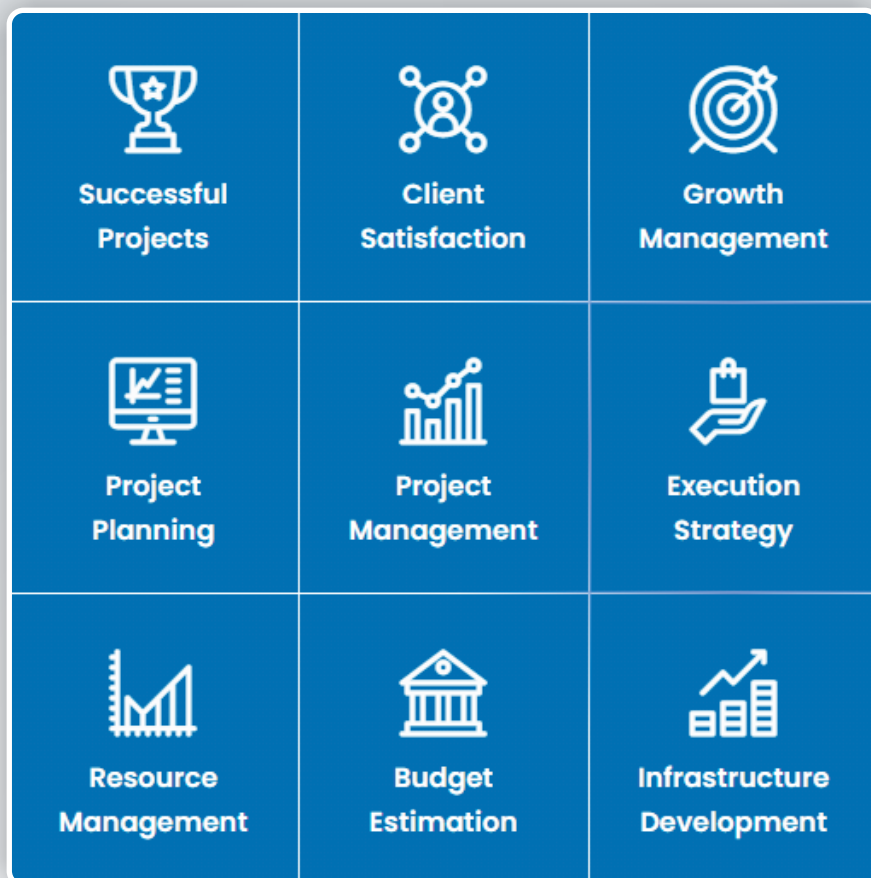 Successful
Projects
Client
Satisfaction
Growth
Management
Project
Planning
Project
Management
Execution
Strategy
Resource
Management
Budget
Estimation
Infrastructure
Development